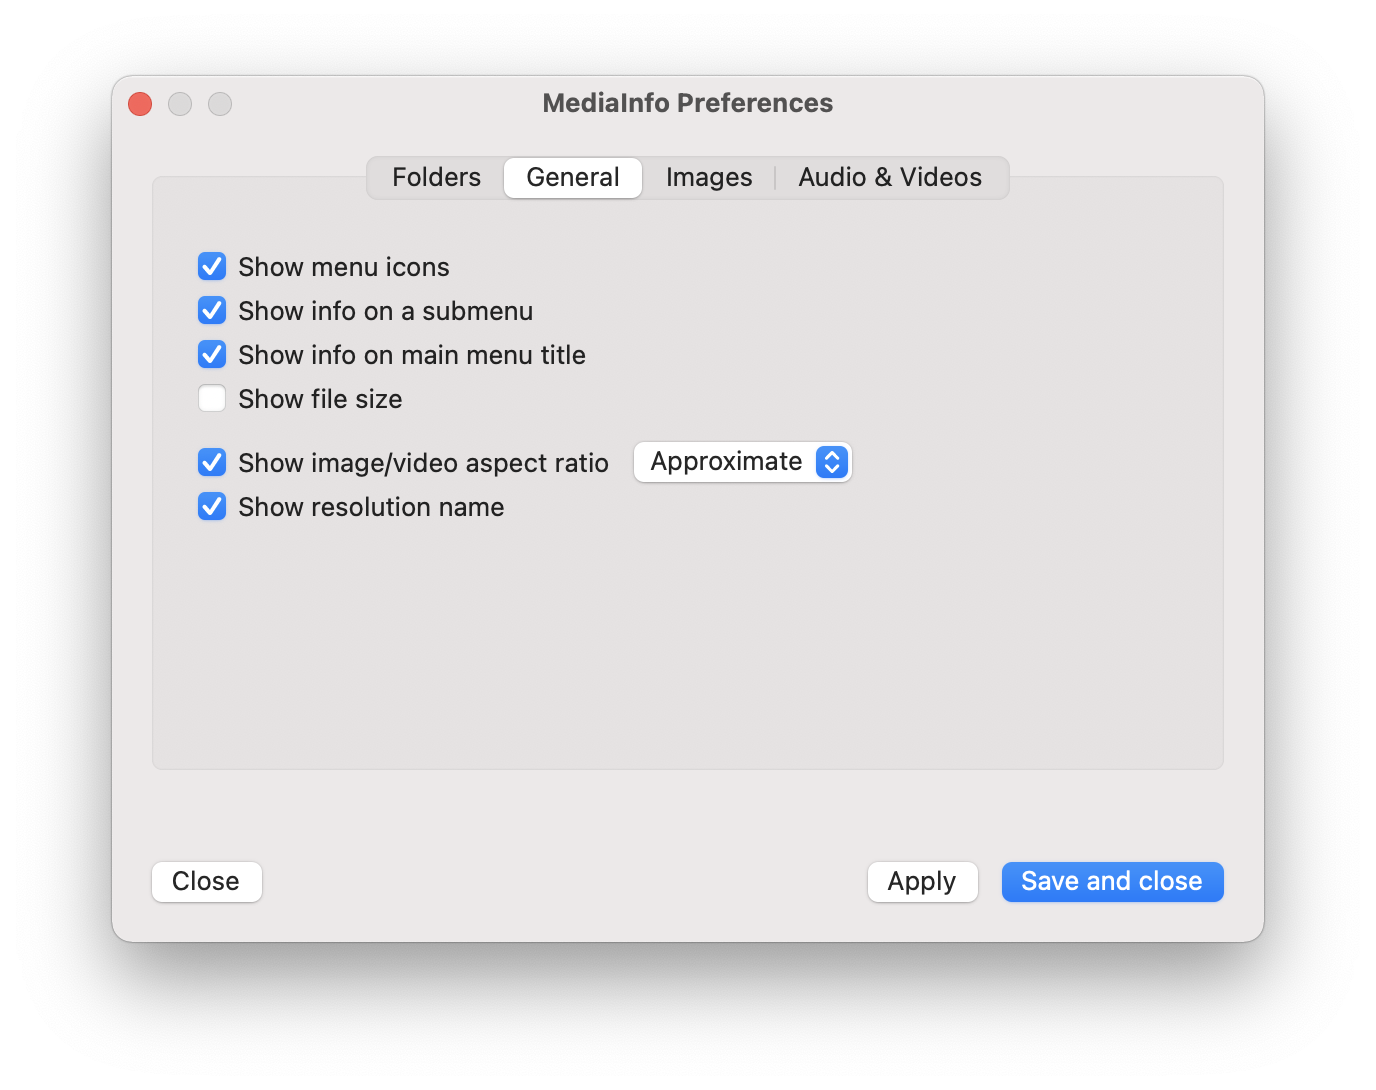 MediaInfo Preferences
Folders General Images Audio & Videos
Show menu icons
Show info on a submenu
Show info on main menu title
Show file size
Show image/video aspect ratio Approximate
Show resolution name
Close Apply Save and close